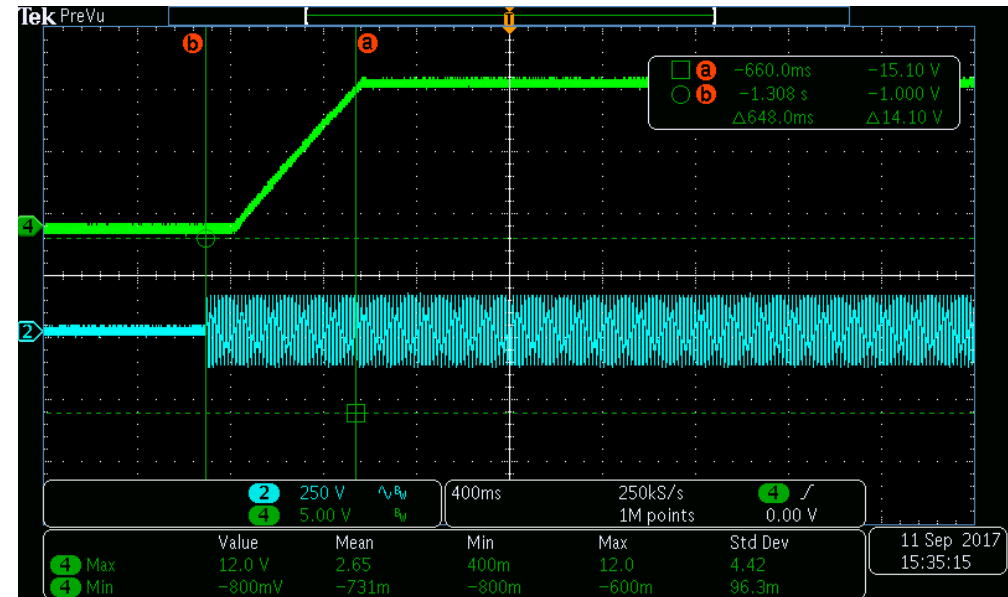 Tek PreVu
T
b a
a −660.0ms −15.10 V
b −1.308 s −1.000 V
△648.0ms △14.10 V
4
2
2 250 V BW
4 5.00 V BW
400ms 250kS/s 4
1M points 0.00 V
Value Mean Min Max Std Dev
4 Max 12.0 V 2.65 400m 12.0 4.42
4 Min −800mV −731m −800m −600m 96.3m
11 Sep 2017
15:35:15